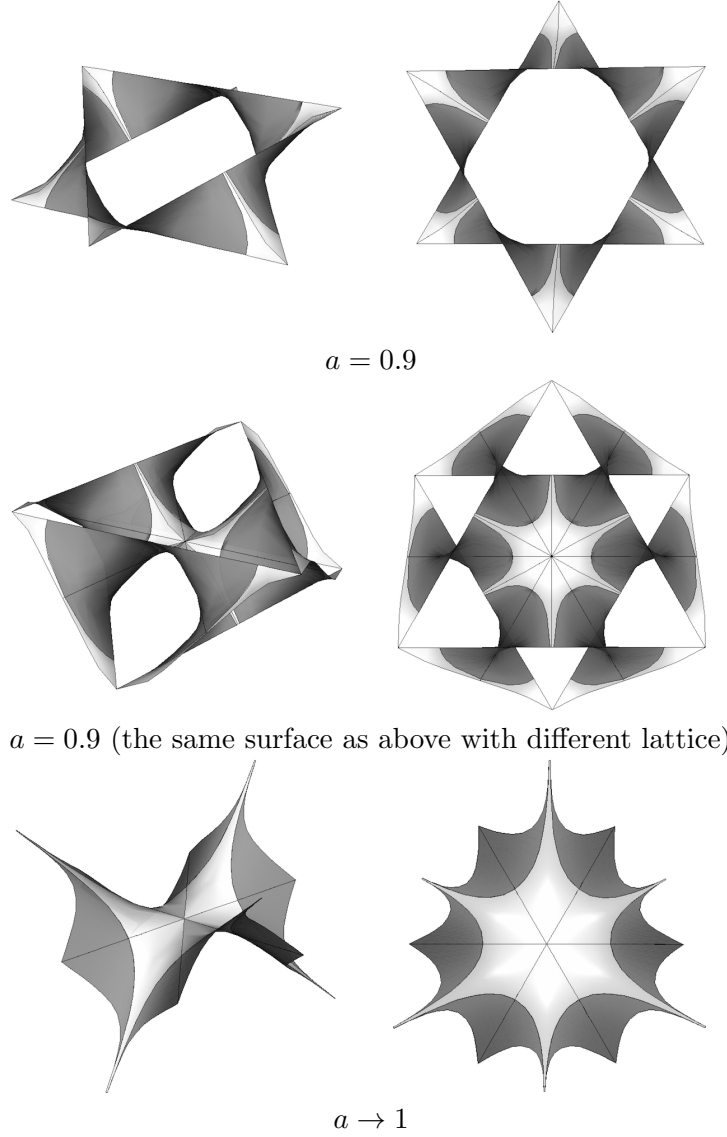 a = 0.9
a = 0.9 (the same surface as above with different lattice)
a → 1